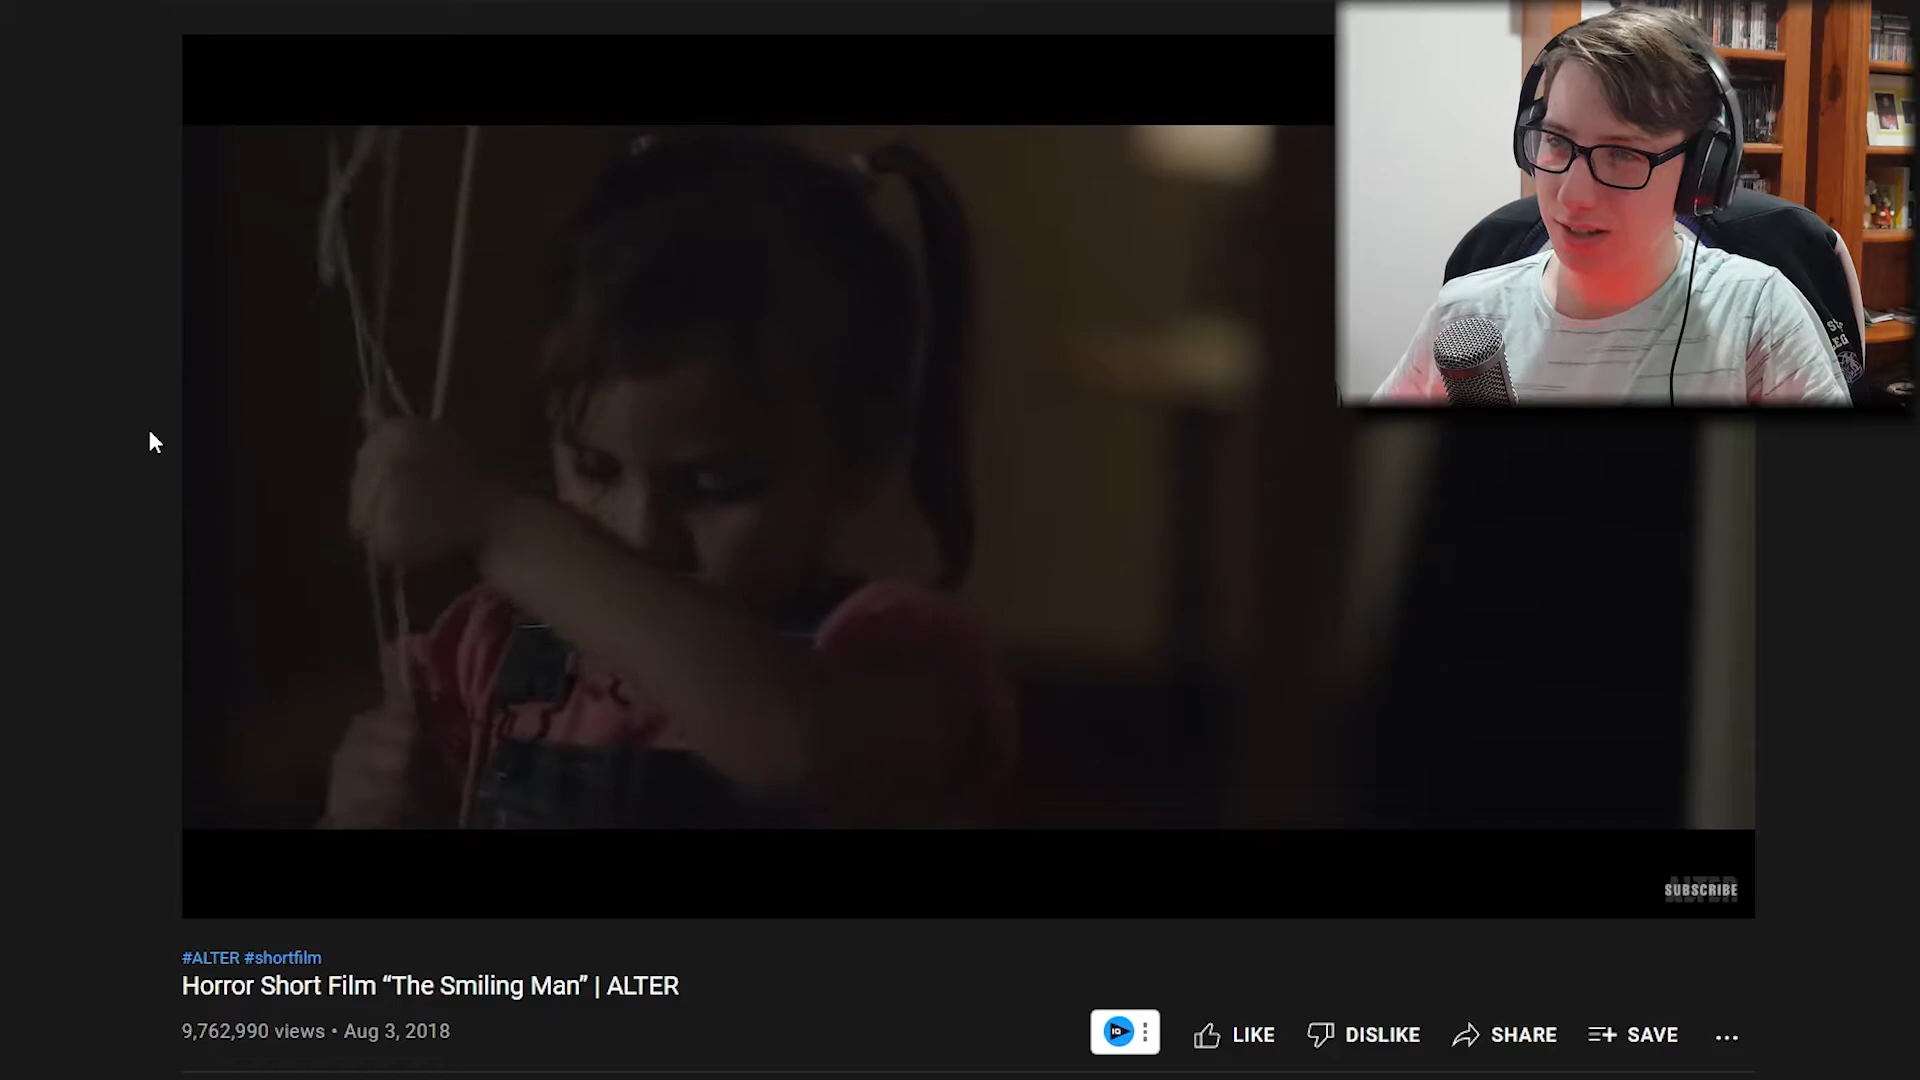 SUBSCRIBE
#ALTER #shortfilm
Horror Short Film “The Smiling Man” | ALTER
9,762,990 views • Aug 3, 2018
LIKE
DISLIKE
SHARE
SAVE